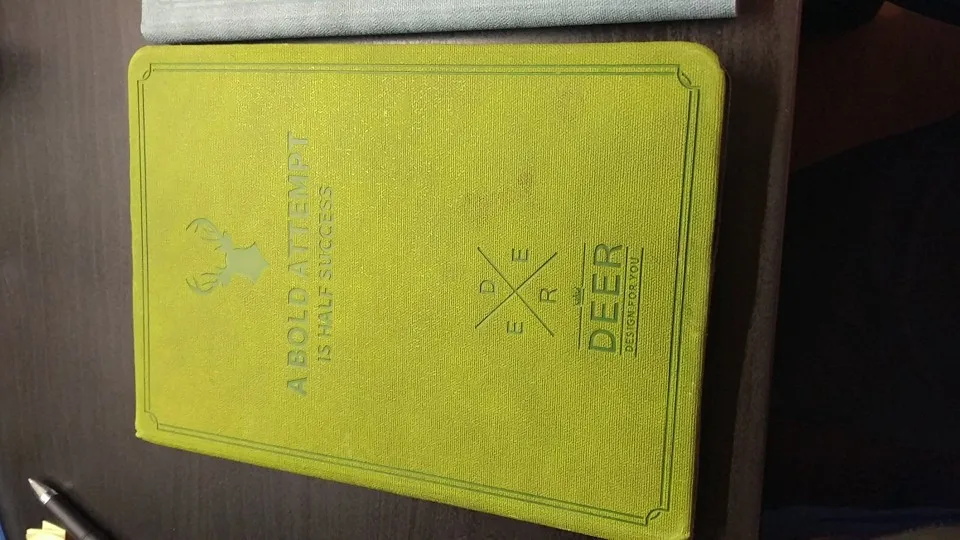 A BOLD ATTEMPT
IS HALF SUCCESS
D
E
E
R
DEER
DESIGN FOR YOU